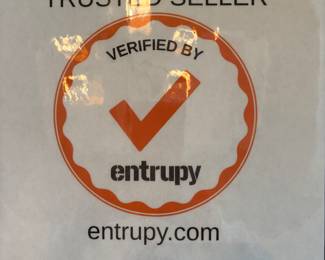 TRUSTED SELLER
VERIFIED BY
entrupy
entrupy.com